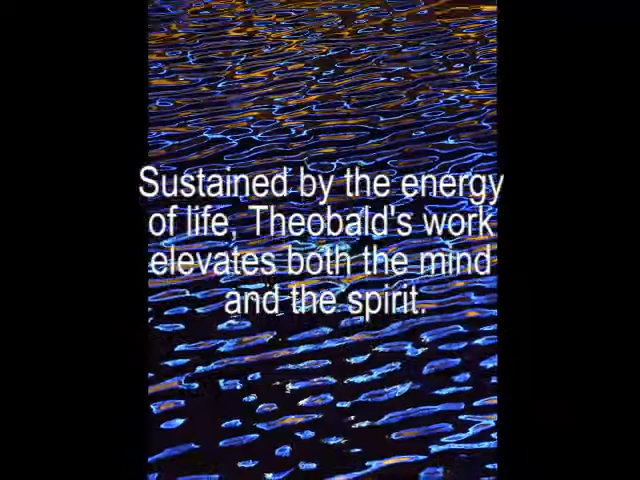 Sustained by the energy
of life, Theobald's work
elevates both the mind
and the spirit.